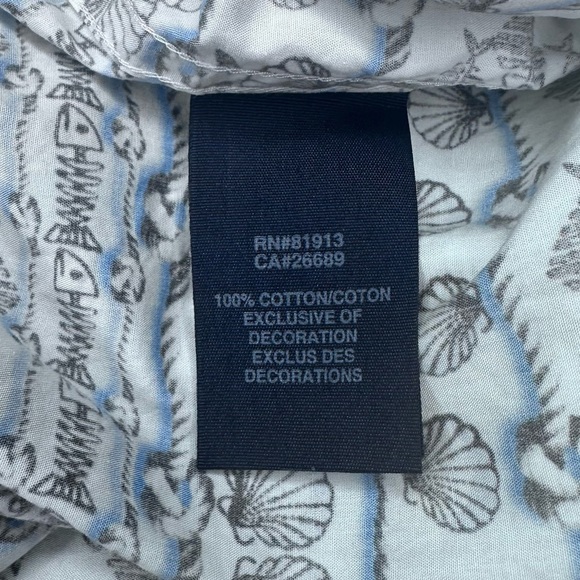 RN#81913
CA#26689
100% COTTON/COTON
EXCLUSIVE OF
DECORATION
EXCLUS DES
DECORATIONS